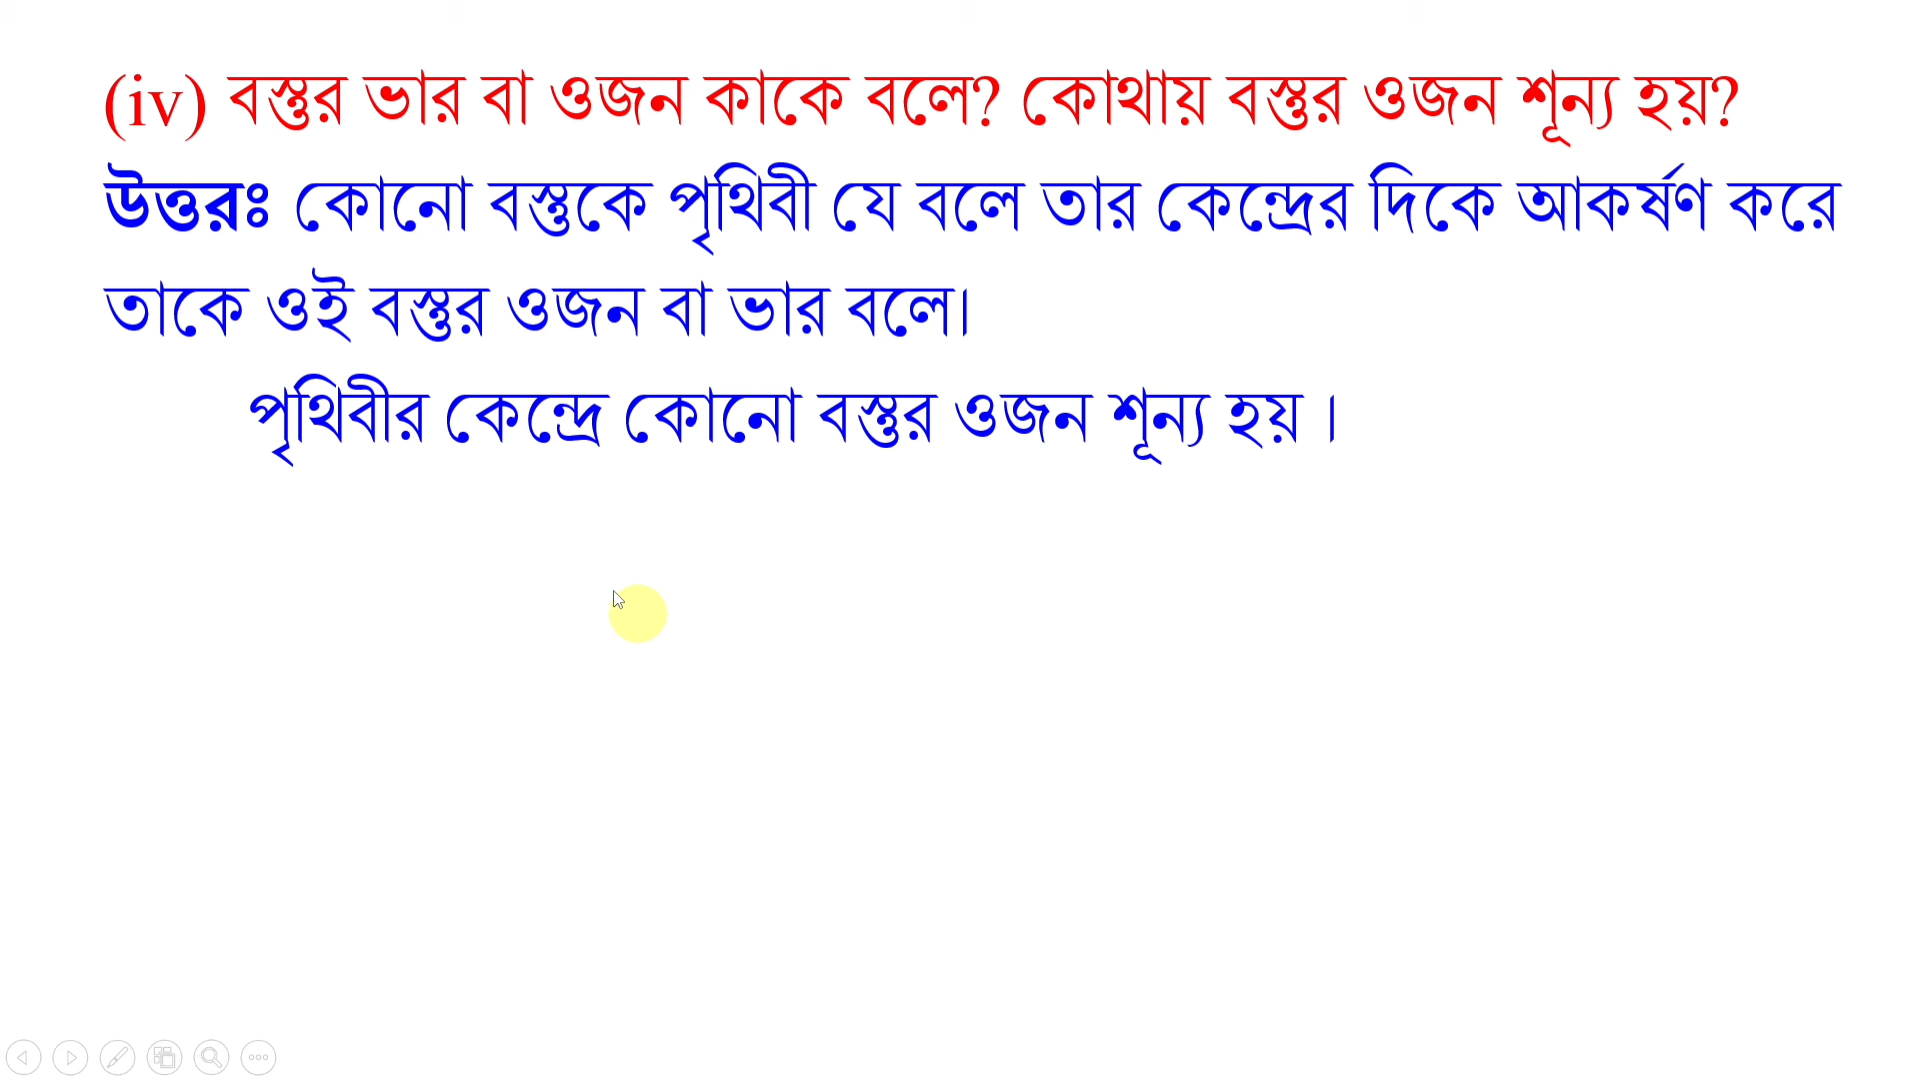 (iv) বস্তুর ভার বা ওজন কাকে বলে? কোথায় বস্তুর ওজন শূন্য হয়?
উত্তরঃ কোনো বস্তুকে পৃথিবী যে বলে তার কেন্দ্রের দিকে আকর্ষণ করে
তাকে ওই বস্তুর ওজন বা ভার বলে।
পৃথিবীর কেন্দ্রে কোনো বস্তুর ওজন শূন্য হয় ।